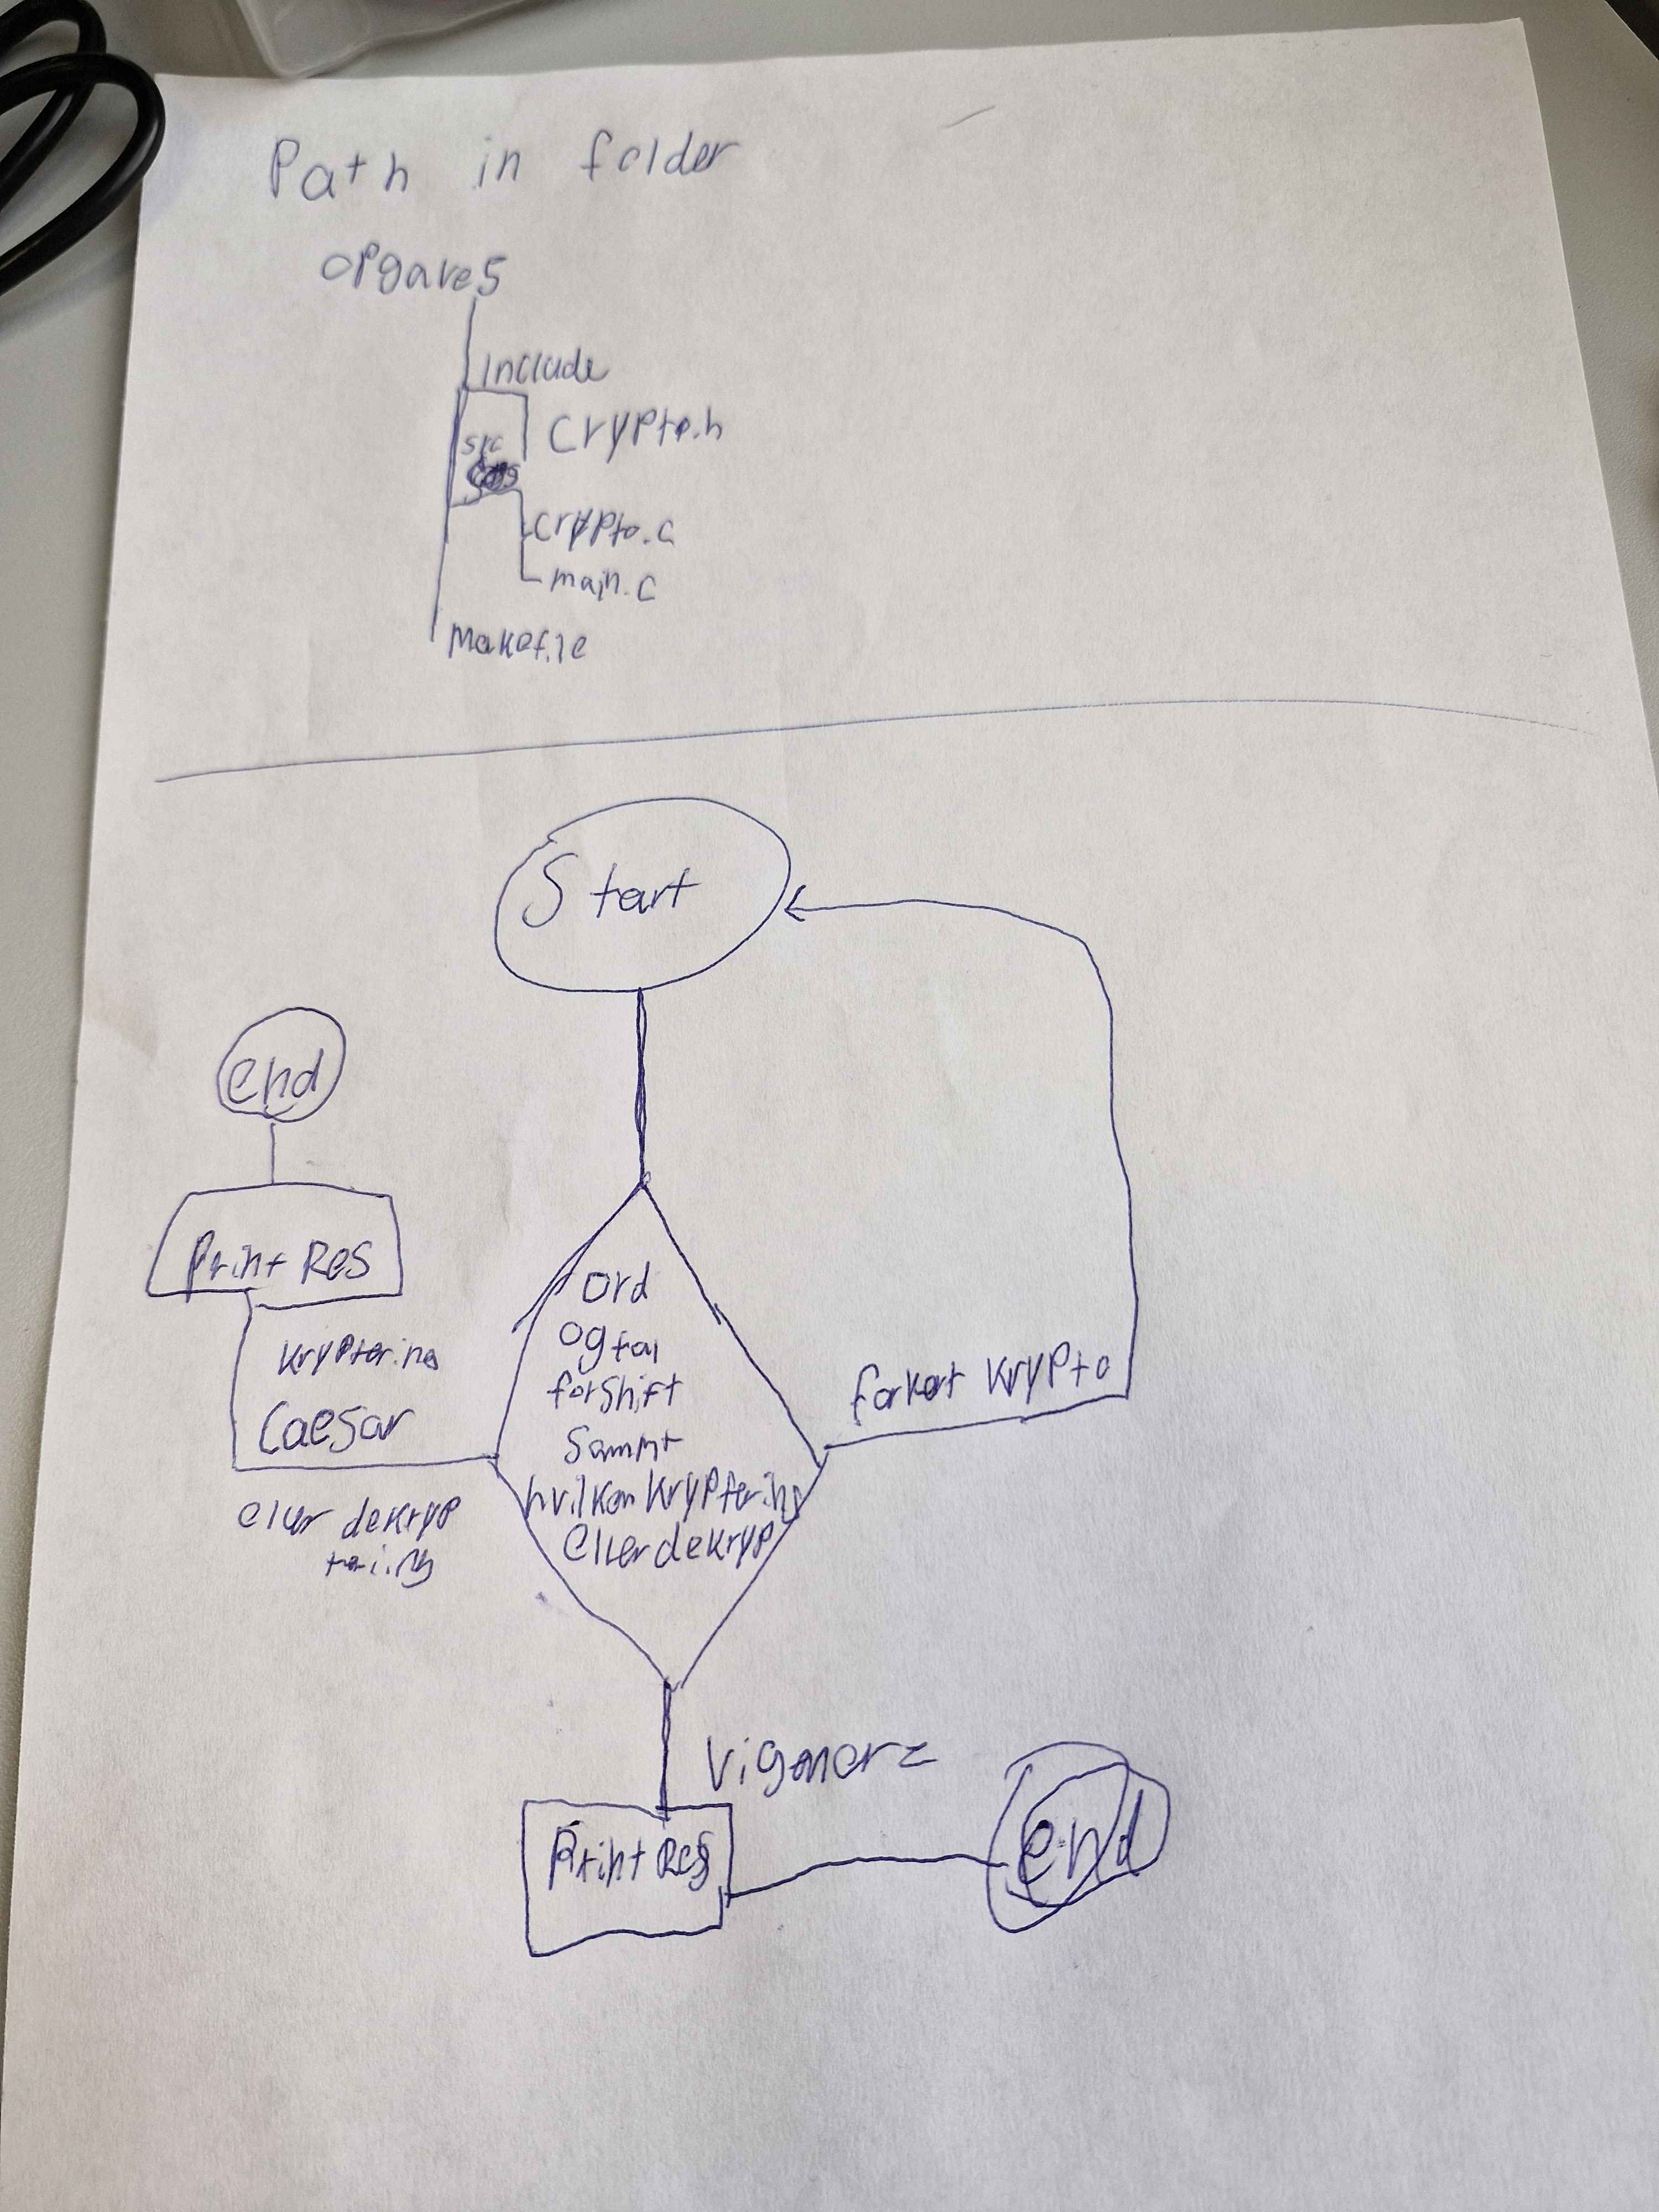 Path in folder
opgave5
include
crypto.h
src
crypto.c
main.c
Makefile
Start
end
Print Res
Kryptering
Caesar
eller dekryp
tering
ord
og tal
for shift
Sammt
hvilken kryptering
eller dekryp
forkert Krypto
Vigenere
Print Res
end